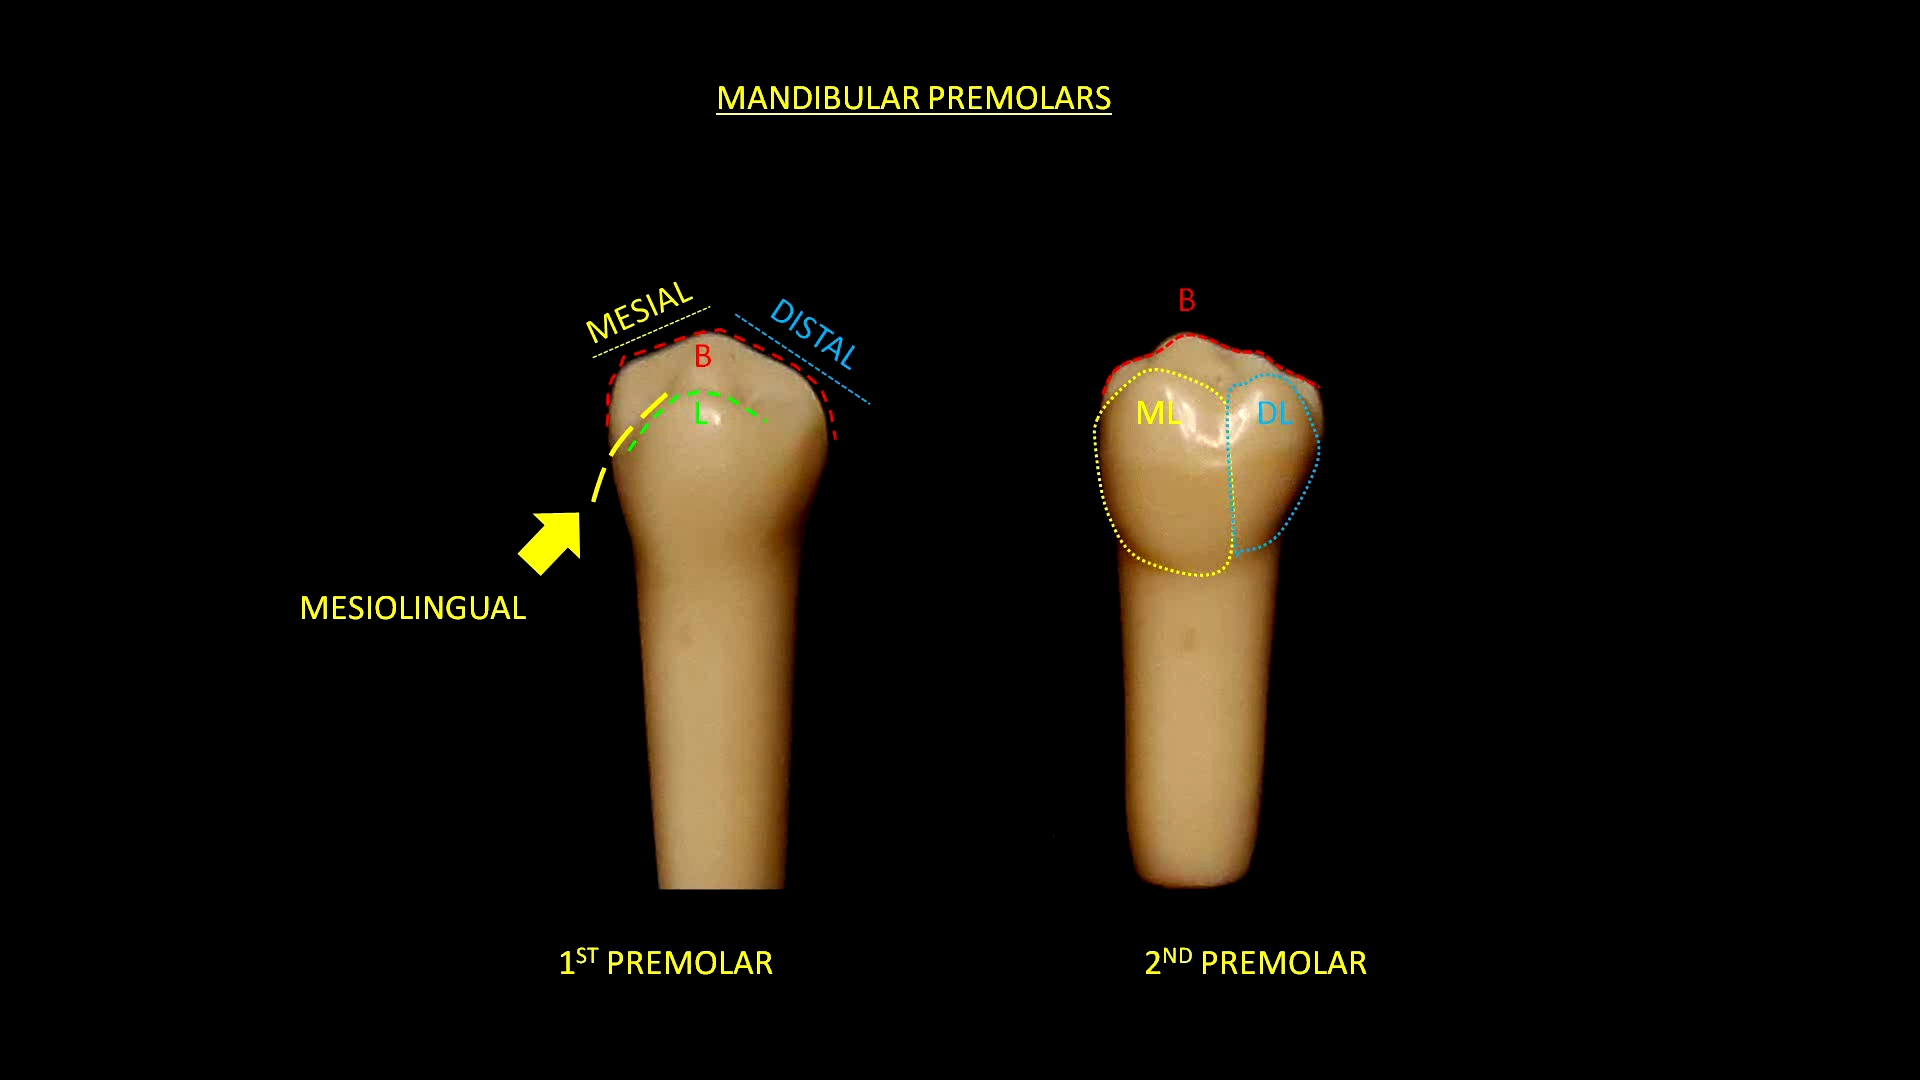 MANDIBULAR PREMOLARS
MESIAL
DISTAL
B
L
MESIOLINGUAL
B
ML
DL
1ST PREMOLAR
2ND PREMOLAR